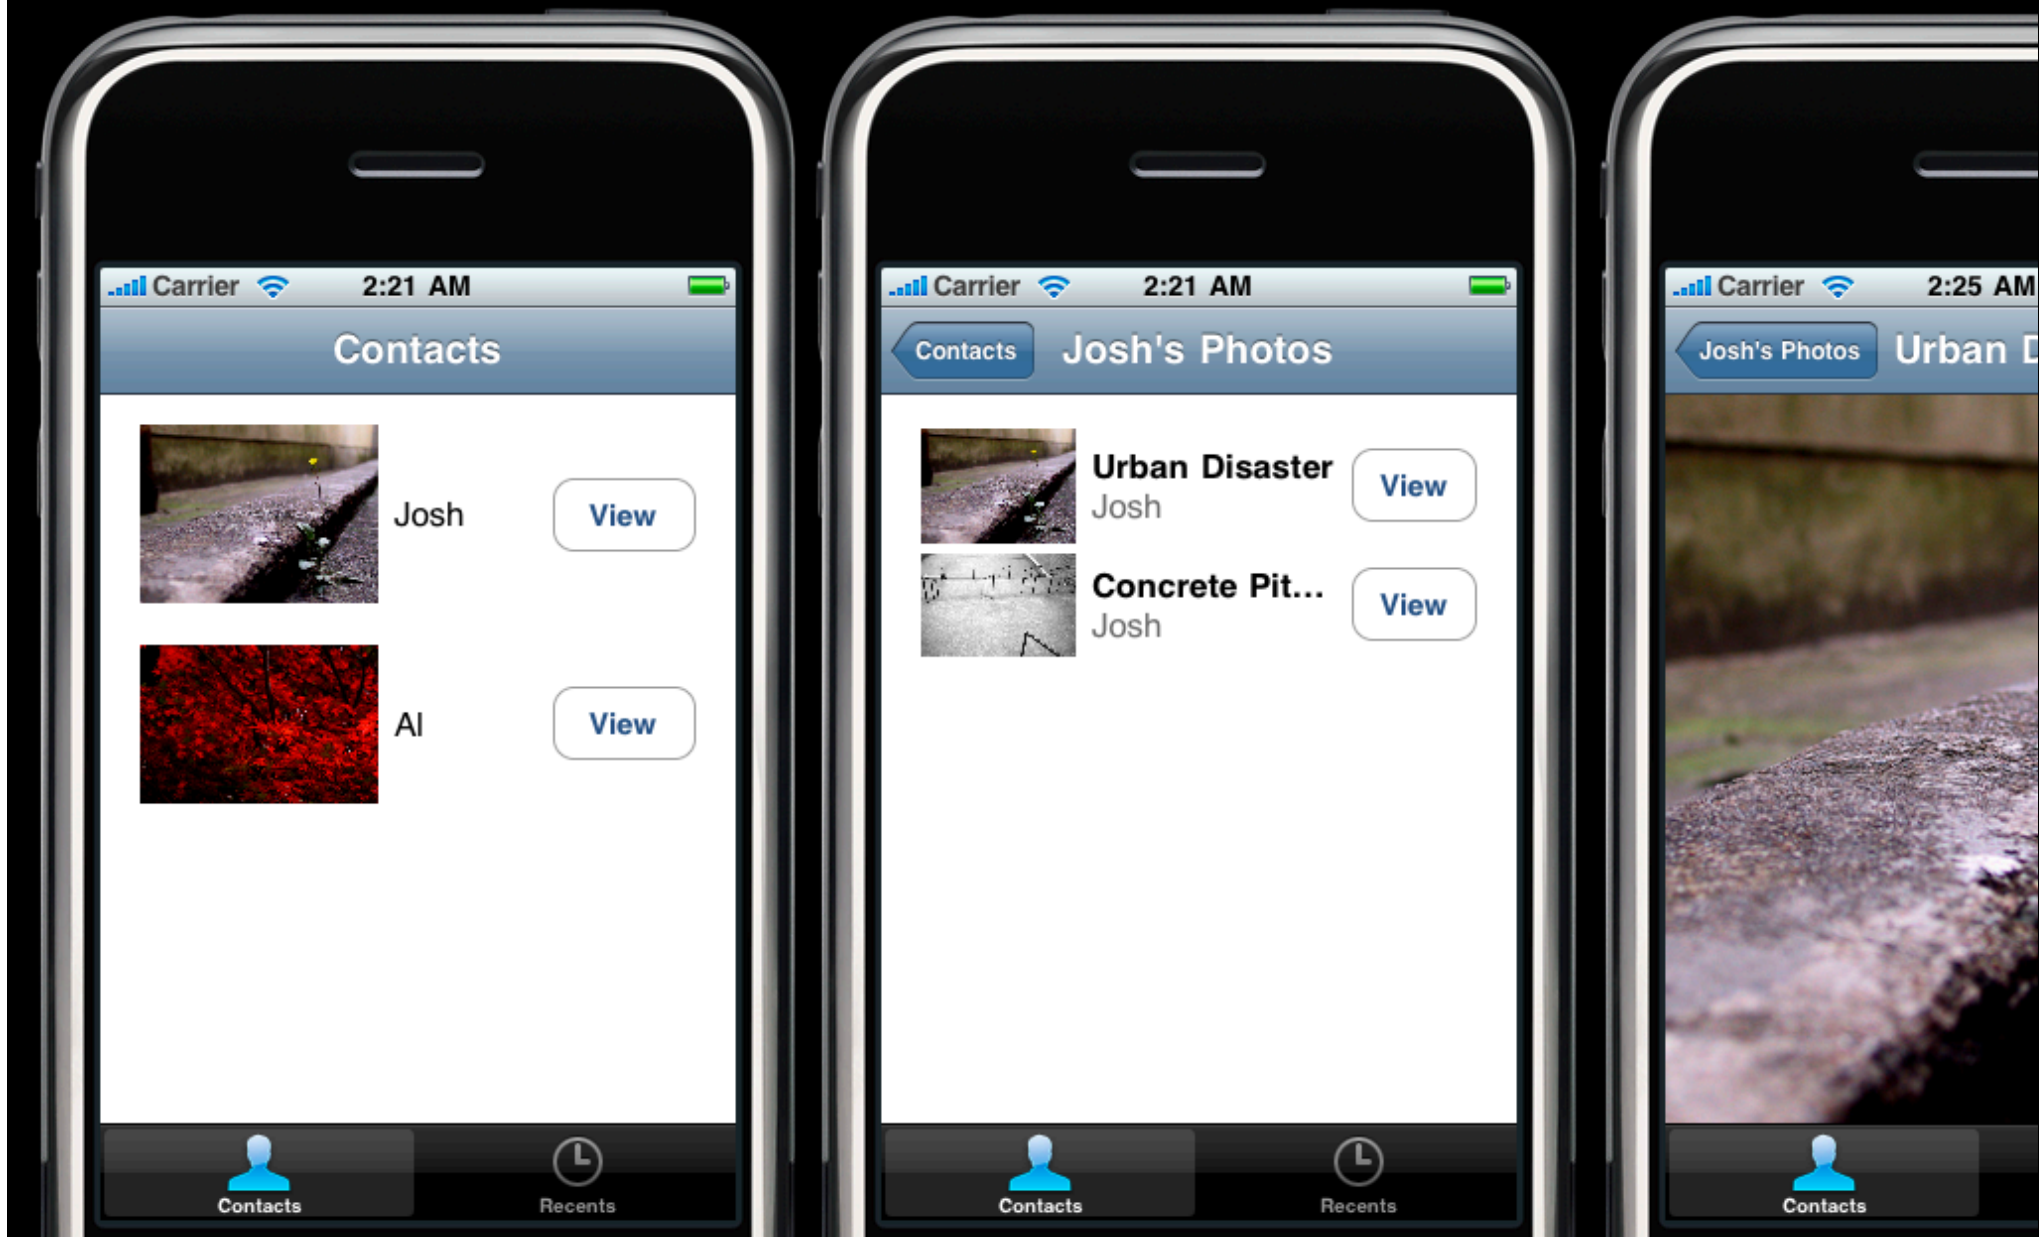 Carrier 2:21 AM
Contacts
Josh View
Al View
Contacts Recents
Carrier 2:21 AM
Contacts Josh's Photos
Urban Disaster
Josh
View
Concrete Pit...
Josh
View
Contacts Recents
Carrier 2:25 AM
Josh's Photos Urban
Contacts